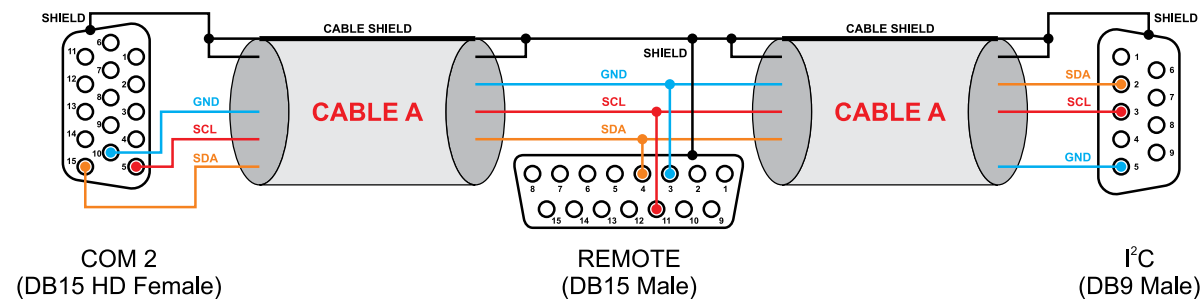 SHIELD
CABLE SHIELD
SHIELD
CABLE SHIELD
SHIELD
11
6
1
12
7
2
13
8
3
14
9
4
15
10
5
GND
SCL
SDA
CABLE A
GND
SCL
SDA
CABLE A
SDA
SCL
GND
8 7 6 5 4 3 2 1
15 14 13 12 11 10 9
1
6
2
7
3
8
4
9
5
COM 2
(DB15 HD Female)
REMOTE
(DB15 Male)
I²C
(DB9 Male)